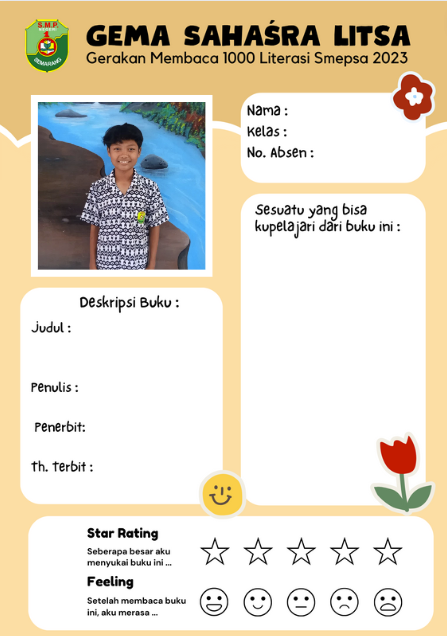 S.M.P.
SEMARANG
GEMA SAHAŚRA LITSA
Gerakan Membaca 1000 Literasi Smepsa 2023
Nama :
Kelas :
No. Absen :
Sesuatu yang bisa
kupelajari dari buku ini :
Deskripsi Buku :
Judul :
Penulis :
Penerbit:
Th. Terbit :
Star Rating
Seberapa besar aku
menyukai buku ini ...
Feeling
Setelah membaca buku
ini, aku merasa ...